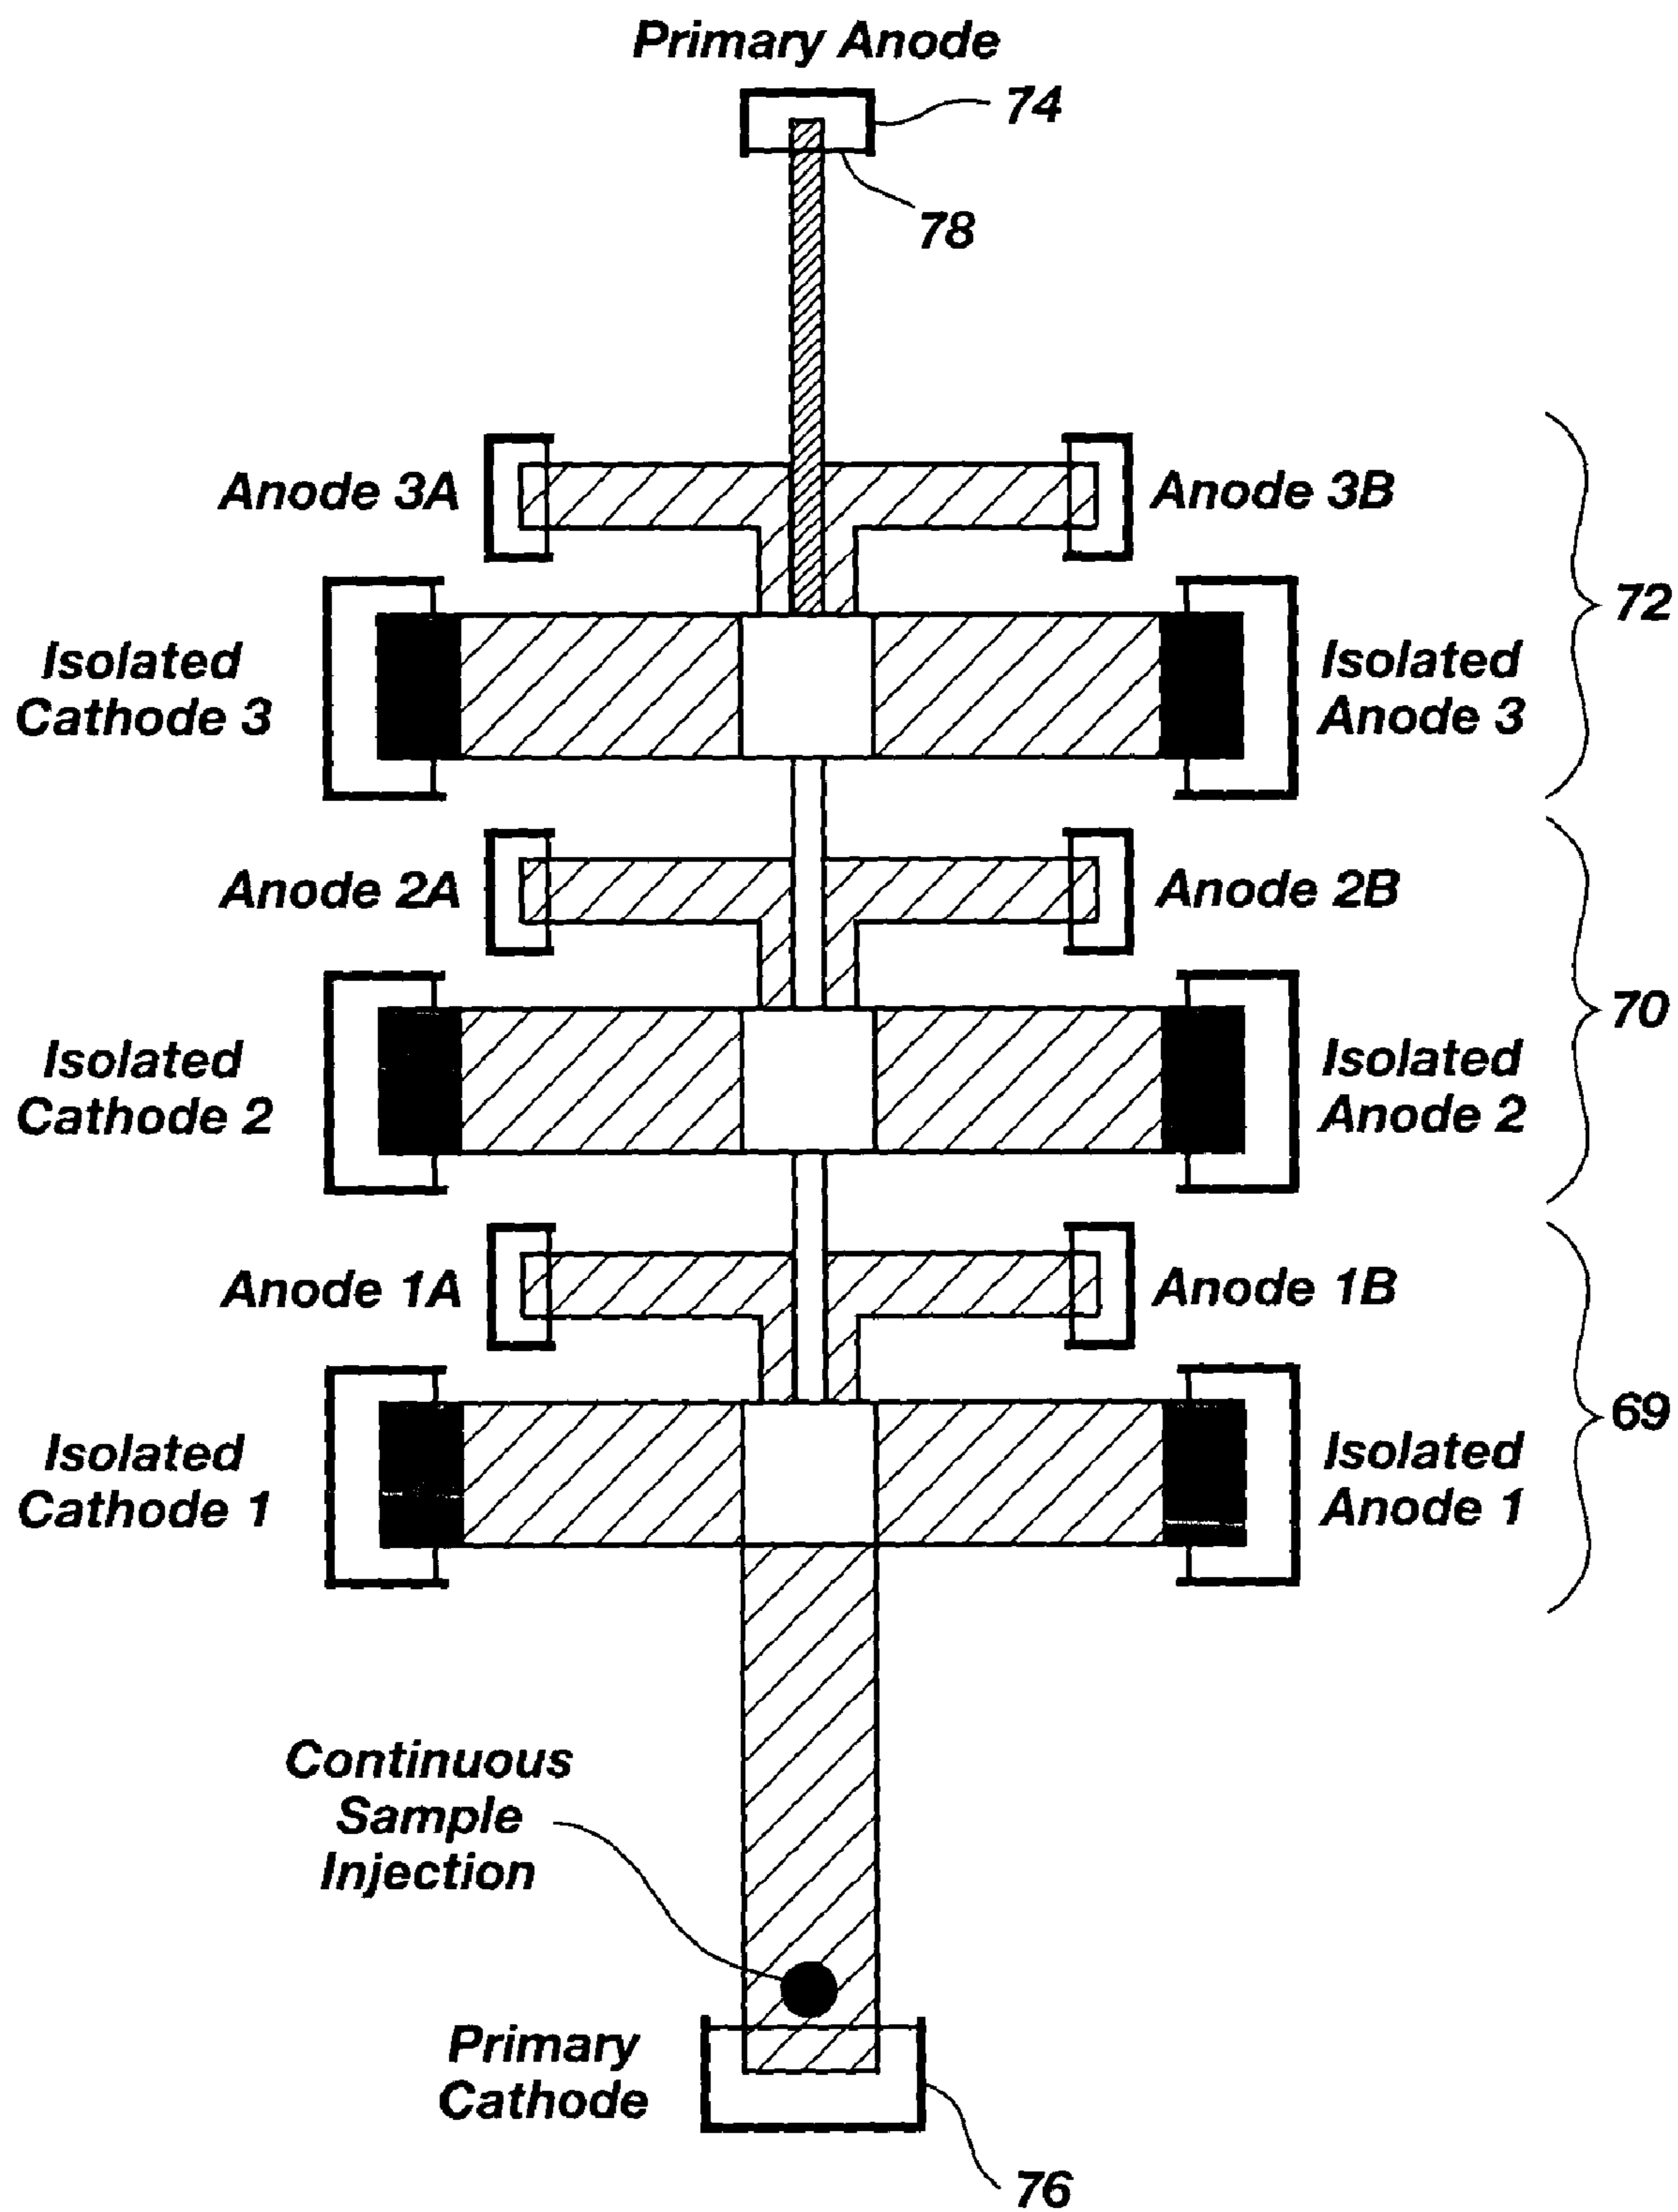 Primary Anode
74
78
Anode 3A
Anode 3B
72
Isolated
Cathode 3
Isolated
Anode 3
Anode 2A
Anode 2B
70
Isolated
Cathode 2
Isolated
Anode 2
Anode 1A
Anode 1B
69
Isolated
Cathode 1
Isolated
Anode 1
Continuous
Sample
Injection
Primary
Cathode
76